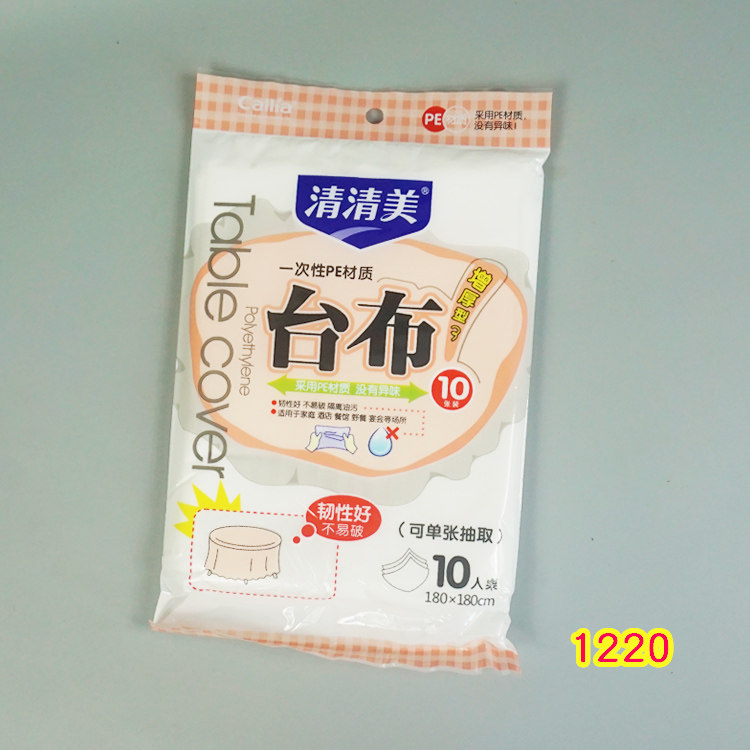 Cailia
PE
采用PE材质,
没有异味!
清清美®
Table cover
Polyethylene
一次性PE材质
增厚型
台布
采用PE材质 没有异味
10
张装
韧性好 不易破 隔离油污
适用于家庭 酒店 餐馆 野餐 宴会等场所
韧性好
不易破
(可单张抽取)
10人桌
180×180cm
1220